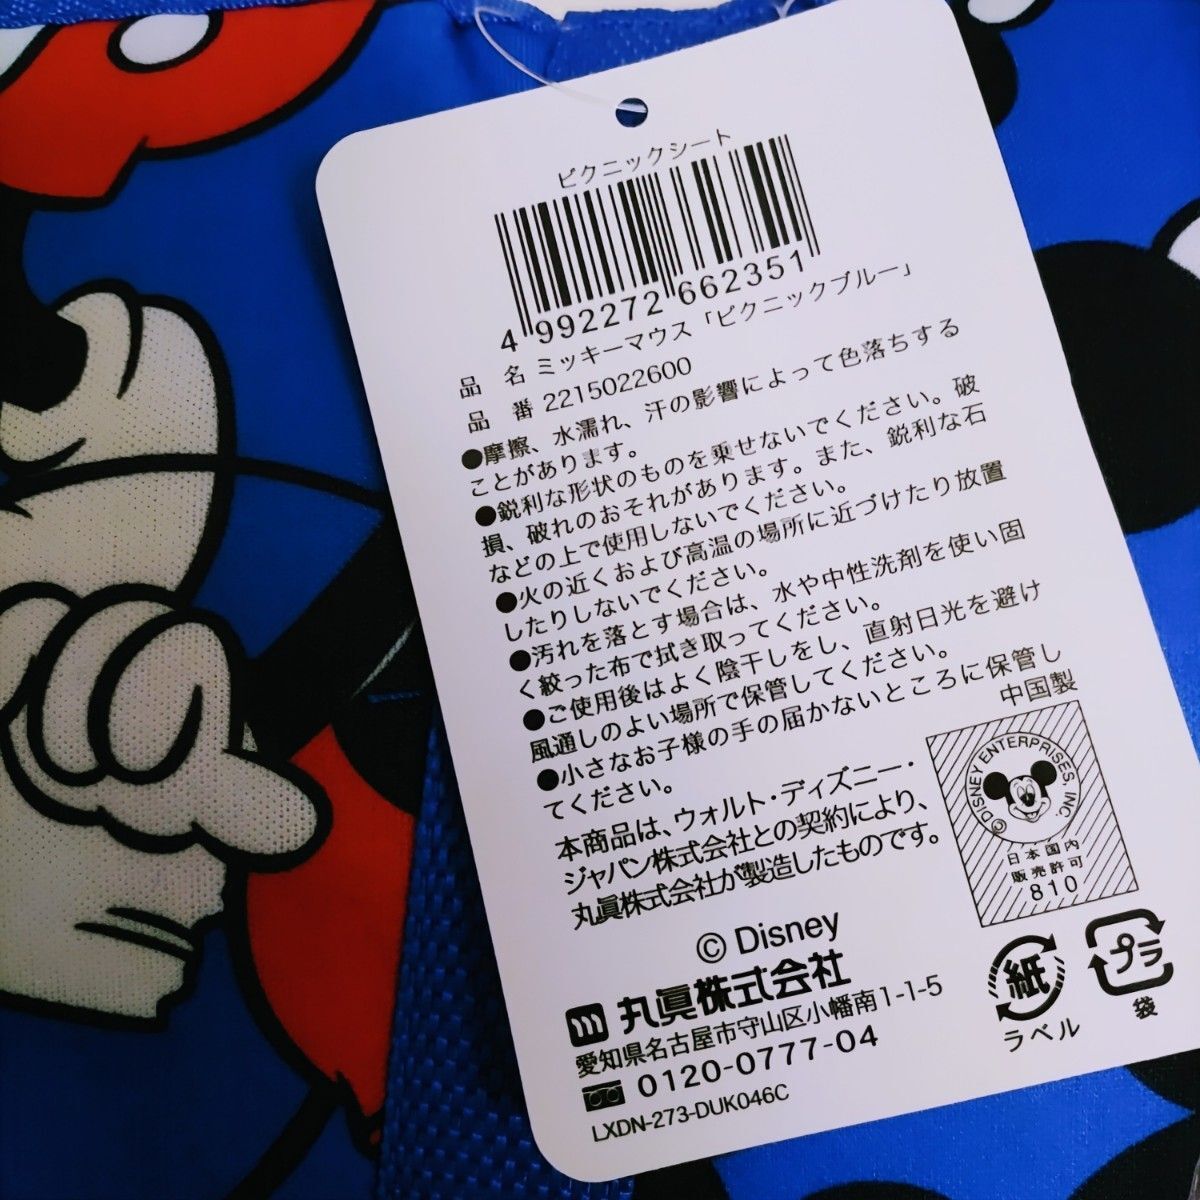 ピクニックシート
4 992272 662351
品 名 ミッキーマウス「ピクニックブルー」
品 番 2215022600
●摩擦、水濡れ、汗の影響によって色落ちする
ことがあります。
●鋭利な形状のものを乗せないでください。破
損、破れのおそれがあります。また、鋭利な石
などの上で使用しないでください。
●火の近くおよび高温の場所に近づけたり放置
したりしないでください。
●汚れを落とす場合は、水や中性洗剤を使い固
く絞った布で拭き取ってください。
●ご使用後はよく陰干しをし、直射日光を避け
風通しのよい場所で保管してください。
●小さなお子様の手の届かないところに保管し
てください。
中国製
本商品は、ウォルト・ディズニー・
ジャパン株式会社との契約により、
丸眞株式会社が製造したものです。
© DISNEY ENTERPRISES INC.
日本国内
販売許可
810
© Disney
丸眞株式会社
愛知県名古屋市守山区小幡南1-1-5
0120-0777-04
LXDN-273-DUK046C
紙
ラベル
プラ
袋